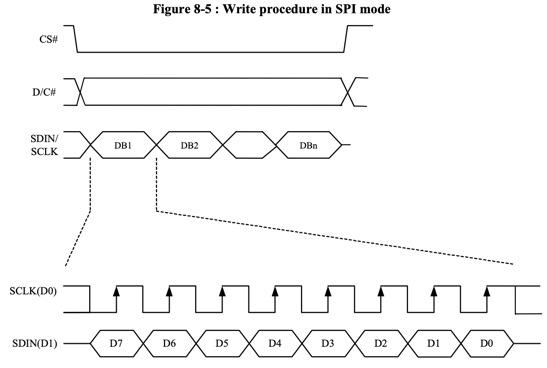 Figure 8-5 : Write procedure in SPI mode
CS#
D/C#
SDIN/
SCLK
DB1 DB2 DBn
SCLK(D0)
SDIN(D1) D7 D6 D5 D4 D3 D2 D1 D0